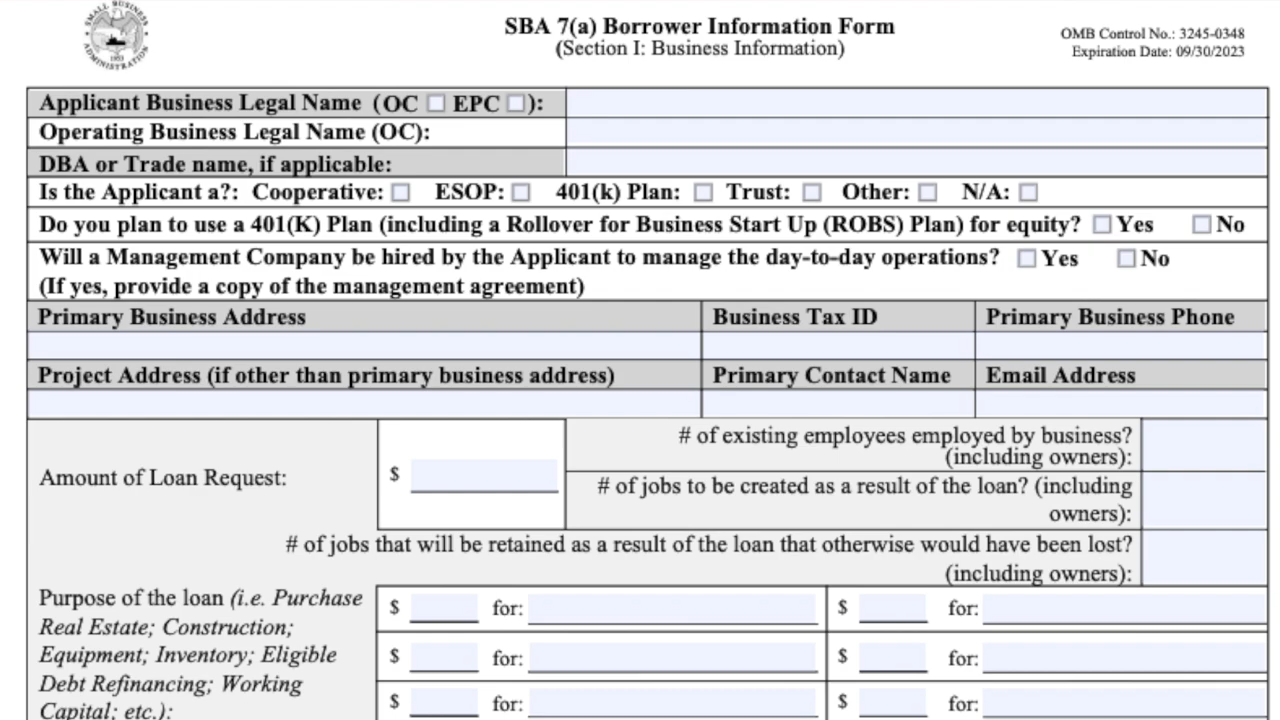 SMALL BUSINESS
ADMINISTRATION
1953
SBA 7(a) Borrower Information Form
(Section I: Business Information)
OMB Control No.: 3245-0348
Expiration Date: 09/30/2023
Applicant Business Legal Name (OC EPC ):
Operating Business Legal Name (OC):
DBA or Trade name, if applicable:
Is the Applicant a?: Cooperative: ESOP: 401(k) Plan: Trust: Other: N/A:
Do you plan to use a 401(K) Plan (including a Rollover for Business Start Up (ROBS) Plan) for equity? Yes No
Will a Management Company be hired by the Applicant to manage the day-to-day operations? Yes No
(If yes, provide a copy of the management agreement)
Primary Business Address Business Tax ID Primary Business Phone
Project Address (if other than primary business address) Primary Contact Name Email Address
Amount of Loan Request: $
# of existing employees employed by business?
(including owners):
# of jobs to be created as a result of the loan? (including
owners):
# of jobs that will be retained as a result of the loan that otherwise would have been lost?
(including owners):
Purpose of the loan (i.e. Purchase
Real Estate; Construction;
Equipment; Inventory; Eligible
Debt Refinancing; Working
Capital; etc.):
$ for: $ for:
$ for: $ for:
$ for: $ for: